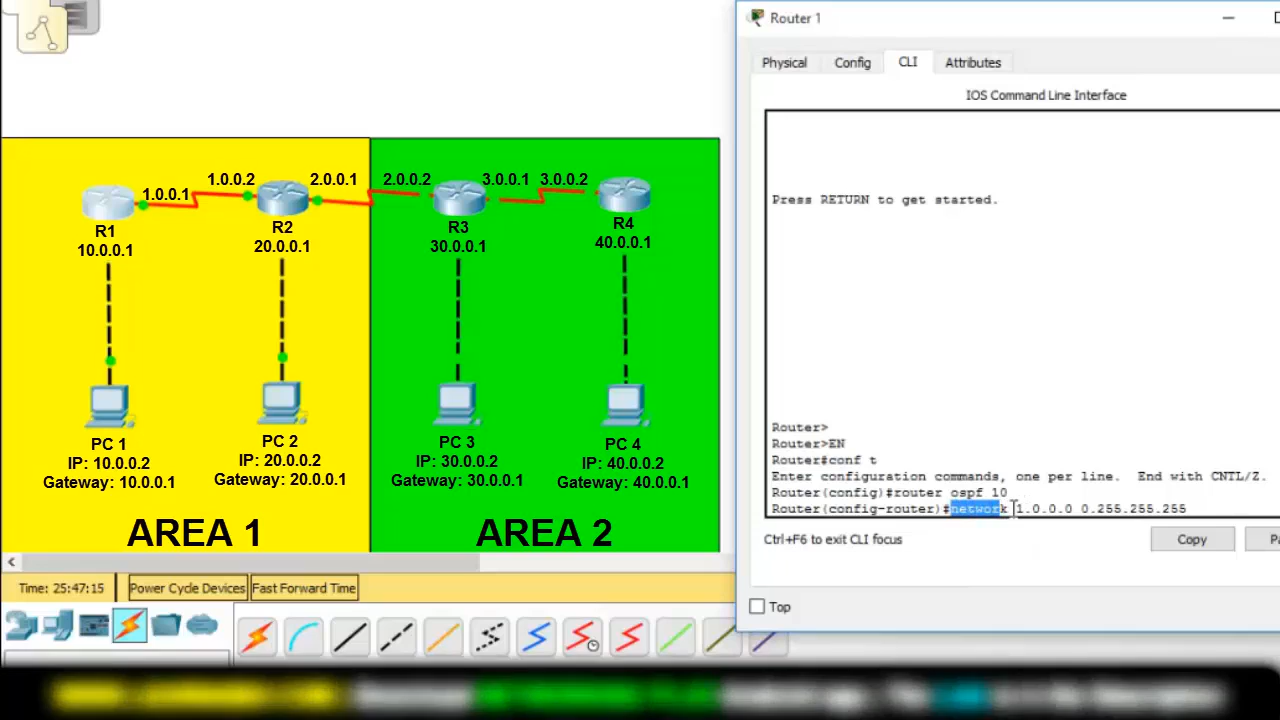 Router 1
Physical Config CLI Attributes
IOS Command Line Interface
Press RETURN to get started.
Router>
Router>EN
Router#conf t
Enter configuration commands, one per line. End with CNTL/Z.
Router(config)#router ospf 10
Router(config-router)#network 1.0.0.0 0.255.255.255
Ctrl+F6 to exit CLI focus
Copy
Top
1.0.0.1 1.0.0.2 2.0.0.1 2.0.0.2 3.0.0.1 3.0.0.2
R1
10.0.0.1
R2
20.0.0.1
R3
30.0.0.1
R4
40.0.0.1
PC 1
IP: 10.0.0.2
Gateway: 10.0.0.1
PC 2
IP: 20.0.0.2
Gateway: 20.0.0.1
PC 3
IP: 30.0.0.2
Gateway: 30.0.0.1
PC 4
IP: 40.0.0.2
Gateway: 40.0.0.1
AREA 1
AREA 2
Time: 25:47:15 Power Cycle Devices Fast Forward Time